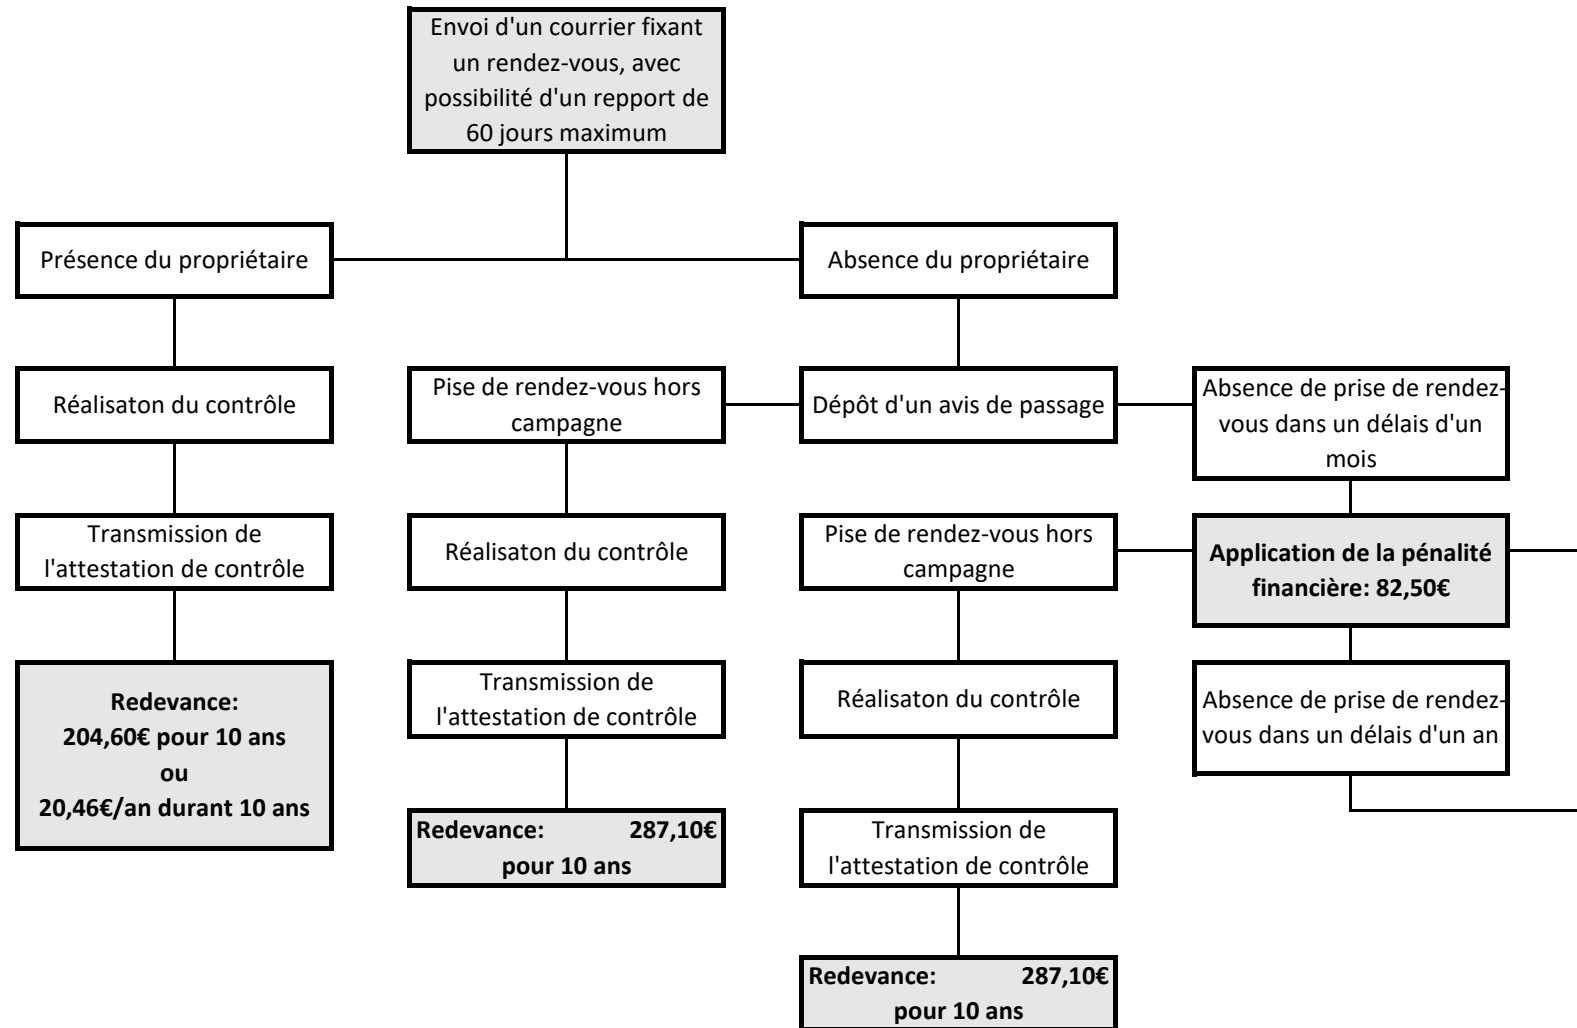 Envoi d'un courrier fixant
un rendez-vous, avec
possibilité d'un repport de
60 jours maximum
Présence du propriétaire
Absence du propriétaire
Réalisaton du contrôle
Pise de rendez-vous hors
campagne
Dépôt d'un avis de passage
Absence de prise de rendez-
vous dans un délais d'un
mois
Transmission de
l'attestation de contrôle
Réalisaton du contrôle
Pise de rendez-vous hors
campagne
Application de la pénalité
financière: 82,50€
Redevance:
204,60€ pour 10 ans
ou
20,46€/an durant 10 ans
Transmission de
l'attestation de contrôle
Réalisaton du contrôle
Absence de prise de rendez-
vous dans un délais d'un an
Redevance: 287,10€
pour 10 ans
Transmission de
l'attestation de contrôle
Redevance: 287,10€
pour 10 ans